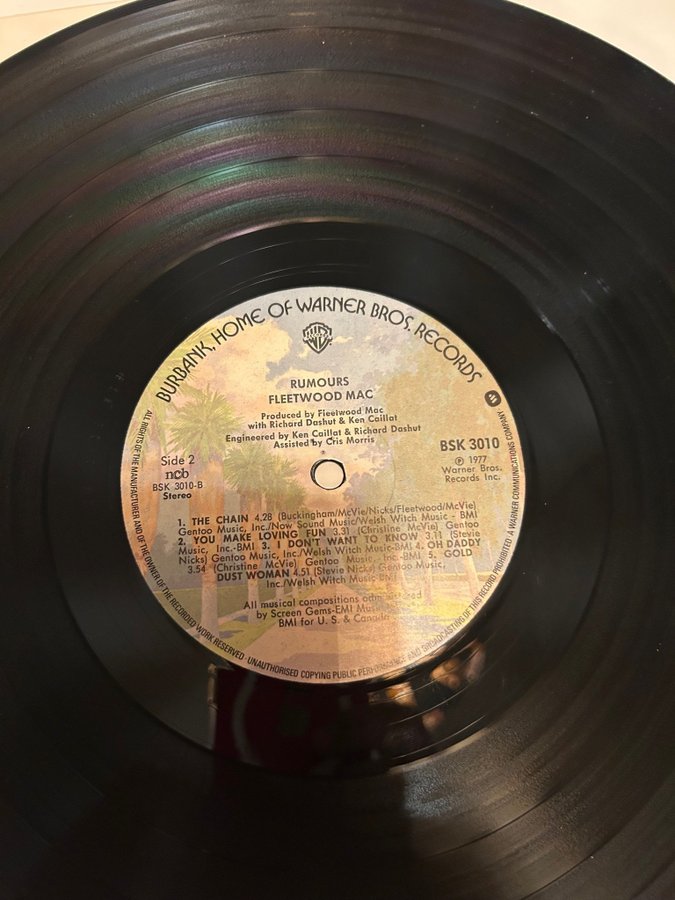 BURBANK, HOME OF WARNER BROS. RECORDS
RUMOURS
FLEETWOOD MAC
Produced by Fleetwood Mac
with Richard Dashut & Ken Caillat
Engineered by Ken Caillat & Richard Dashut
Assisted by Cris Morris
Side 2
ncb
BSK 3010-B
Stereo
BSK 3010
℗ 1977
Warner Bros.
Records Inc.
1. THE CHAIN 4.28 (Buckingham/McVie/Nicks/Fleetwood/McVie)
Gentoo Music, Inc./Now Sound Music/Welsh Witch Music - BMI
2. YOU MAKE LOVING FUN 3.31 (Christine McVie) Gentoo
Music, Inc.-BMI 3. I DON'T WANT TO KNOW 3.11 (Stevie
Nicks) Gentoo Music, Inc./Welsh Witch Music-BMI 4. OH DADDY
3.54 (Christine McVie) Gentoo Music, Inc.-BMI 5. GOLD
DUST WOMAN 4.51 (Stevie Nicks) Gentoo Music,
Inc./Welsh Witch Music-BMI
All musical compositions administered
by Screen Gems-EMI Music
BMI for U. S. & Canada
ALL RIGHTS OF THE MANUFACTURER AND OF THE OWNER OF THE RECORDED WORK RESERVED UNAUTHORISED COPYING PUBLIC PERFORMANCE AND BROADCASTING OF THIS RECORD PROHIBITED A WARNER COMMUNICATIONS COMPANY